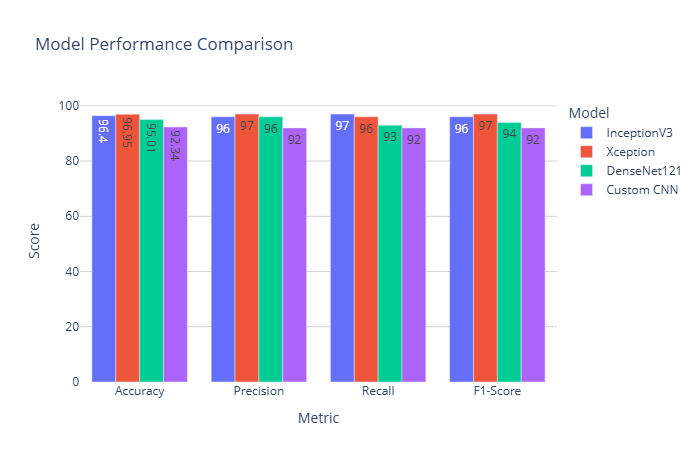 Model Performance Comparison
100
80
60
40
20
0
Score
96.4
96.95
95.01
92.34
96
97
96
92
97
96
93
92
96
97
94
92
Accuracy
Precision
Recall
F1-Score
Metric
Model
InceptionV3
Xception
DenseNet121
Custom CNN